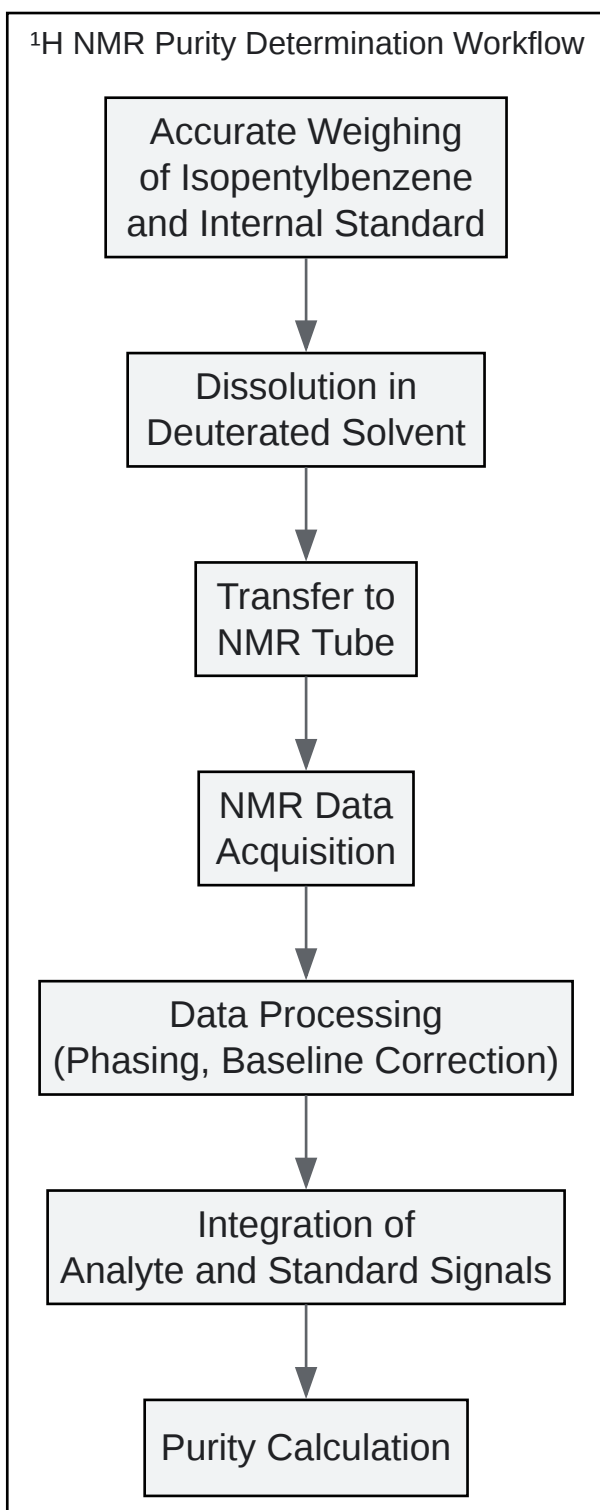 ¹H NMR Purity Determination Workflow
Accurate Weighing
of Isopentylbenzene
and Internal Standard
Dissolution in
Deuterated Solvent
Transfer to
NMR Tube
NMR Data
Acquisition
Data Processing
(Phasing, Baseline Correction)
Integration of
Analyte and Standard Signals
Purity Calculation